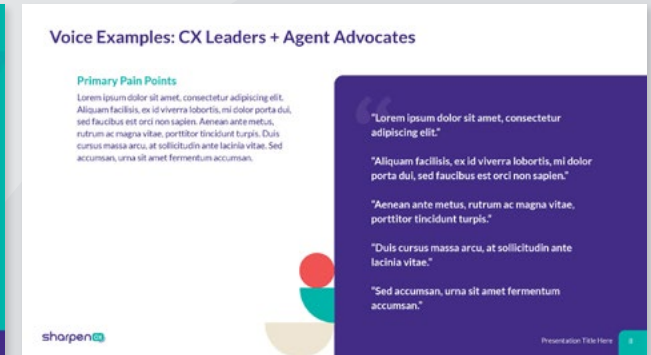 Voice Examples: CX Leaders + Agent Advocates
Primary Pain Points
Lorem ipsum dolor sit amet, consectetur adipiscing elit.
Aliquam facilisis, ex id viverra lobortis, mi dolor porta dui,
sed faucibus est orci non sapien. Aenean ante metus,
rutrum ac magna vitae, porttitor tincidunt turpis. Duis
cursus massa arcu, at sollicitudin ante lacinia vitae. Sed
accumsan, urna sit amet fermentum accumsan.
"Lorem ipsum dolor sit amet, consectetur
adipiscing elit."
"Aliquam facilisis, ex id viverra lobortis, mi dolor
porta dui, sed faucibus est orci non sapien."
"Aenean ante metus, rutrum ac magna vitae,
porttitor tincidunt turpis."
"Duis cursus massa arcu, at sollicitudin ante
lacinia vitae."
"Sed accumsan, urna sit amet fermentum
accumsan."
sharpen CX
Presentation Title Here
8